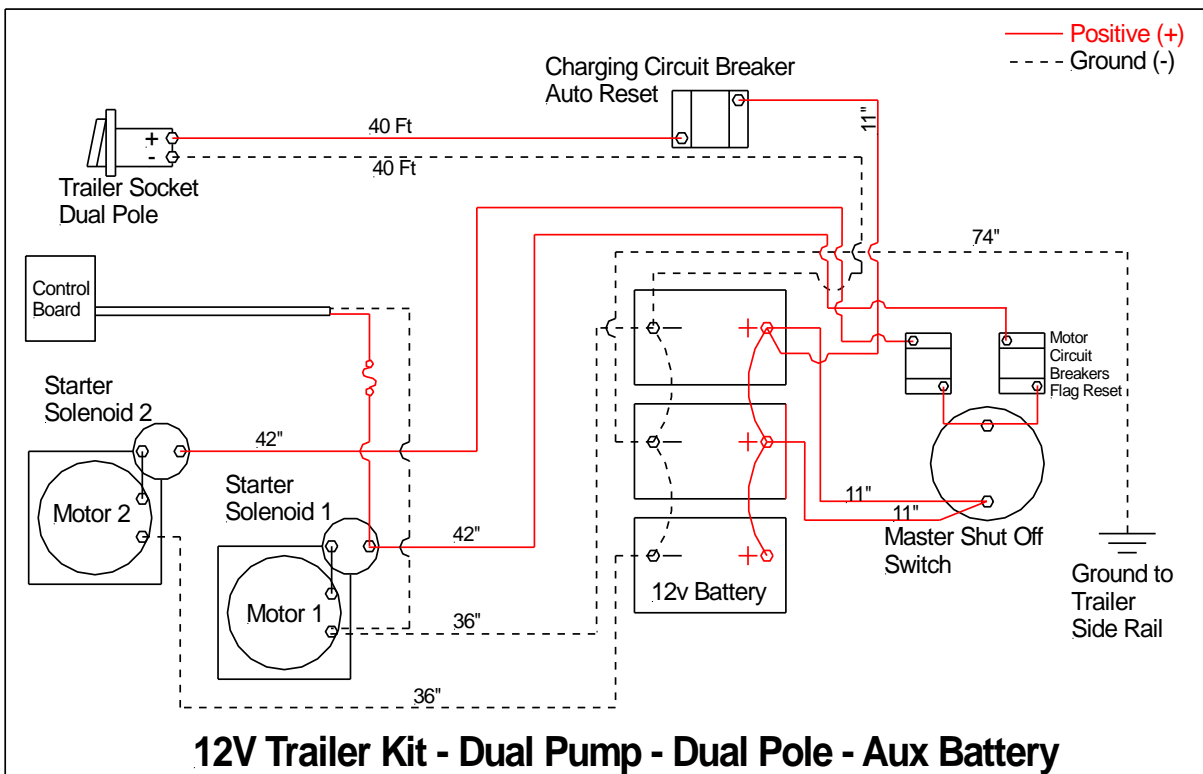 Positive (+)
Ground (-)
Charging Circuit Breaker
Auto Reset
11"
40 Ft
+
-
40 Ft
Trailer Socket
Dual Pole
74"
Control
Board
Motor
Circuit
Breakers
Flag Reset
Starter
Solenoid 2
42"
Motor 2
Starter
Solenoid 1
42"
Motor 1
36"
36"
+
+
+
12v Battery
11"
11"
Master Shut Off
Switch
Ground to
Trailer
Side Rail
12V Trailer Kit - Dual Pump - Dual Pole - Aux Battery